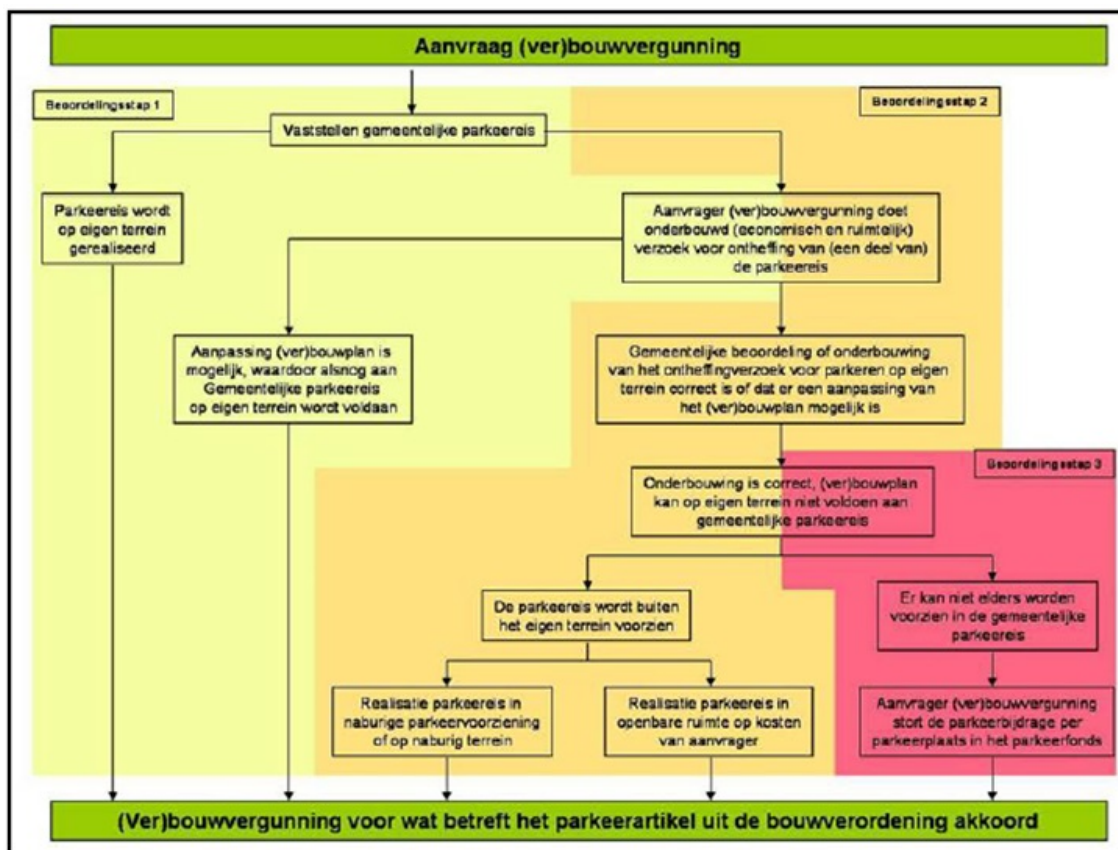 Aanvraag (ver)bouwvergunning
Beoordelingsstap 1
Beoordelingsstap 2
Vaststellen gemeentelijke parkeereis
Parkeereis wordt
op eigen terrein
gerealiseerd
Aanvrager (ver)bouwvergunning doet
onderbouwd (economisch en ruimtelijk)
verzoek voor ontheffing van (een deel van)
de parkeereis
Aanpassing (ver)bouwplan is
mogelijk, waardoor alsnog aan
Gemeentelijke parkeereis
op eigen terrein wordt voldaan
Gemeentelijke beoordeling of onderbouwing
van het ontheffingverzoek voor parkeren op eigen
terrein correct is of dat er een aanpassing van
het (ver)bouwplan mogelijk is
Beoordelingsstap 3
Onderbouwing is correct, (ver)bouwplan
kan op eigen terrein niet voldoen aan
gemeentelijke parkeereis
De parkeereis wordt buiten
het eigen terrein voorzien
Er kan niet elders worden
voorzien in de gemeentelijke
parkeereis
Realisatie parkeereis in
naburige parkeervoorziening
of op naburig terrein
Realisatie parkeereis in
openbare ruimte op kosten
van aanvrager
Aanvrager (ver)bouwvergunning
stort de parkeerbijdrage per
parkeerplaats in het parkeerfonds
(Ver)bouwvergunning voor wat betreft het parkeerartikel uit de bouwverordening akkoord